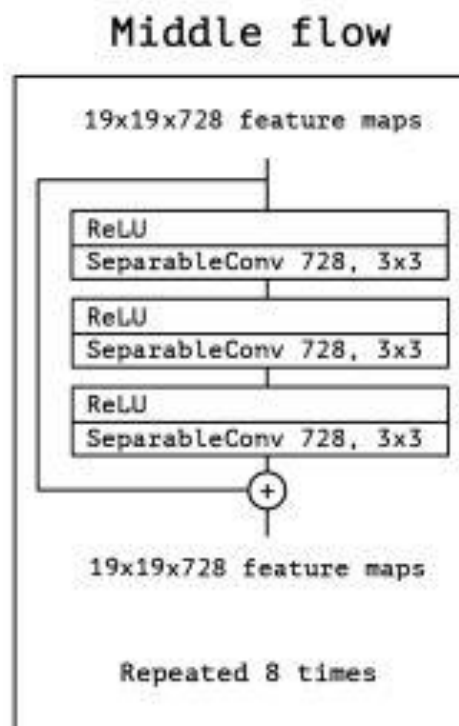 Middle flow
19x19x728 feature maps
ReLU
SeparableConv 728, 3x3
ReLU
SeparableConv 728, 3x3
ReLU
SeparableConv 728, 3x3
+
19x19x728 feature maps
Repeated 8 times